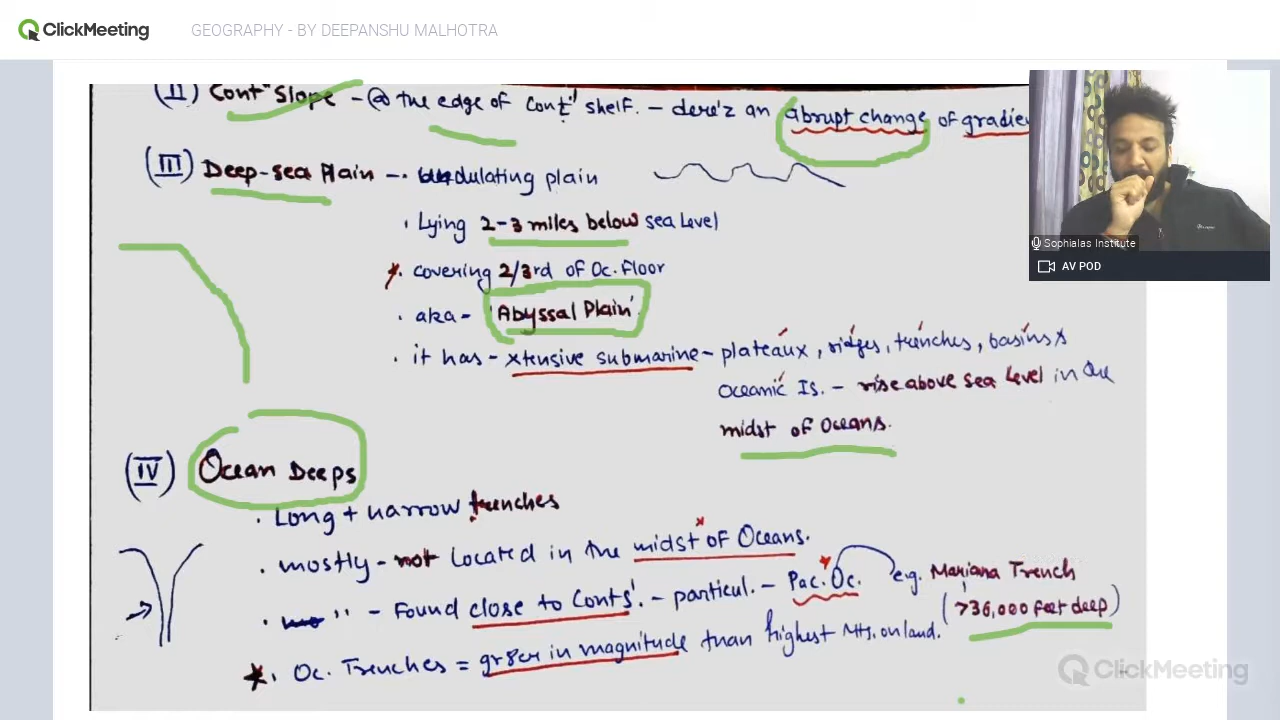 ClickMeeting
GEOGRAPHY - BY DEEPANSHU MALHOTRA
(II) Contl Slope - @ the edge of Contl shelf. - dere'z an abrupt change of gradie
(III) Deep-sea Plain - . undulating plain
. Lying 2-3 miles below sea Level
* covering 2/3rd of Oc. floor
. aka - 'Abyssal Plain'
. it has - xtensive submarine - plateaux, ridges, trenches, basins &
Oceanic Is. - rise above sea Level in the
midst of Oceans.
(IV) Ocean Deeps
. Long + narrow trenches
. mostly - not Located in the midst of Oceans.
. " - Found close to Conts'. - particul. - Pac. Oc. e.g. Mariana Trench
(>36,000 feet deep)
* . Oc. Trenches = gr8er in magnitude than highest Mts. on land.
Sophialas Institute
AV POD
ClickMeeting